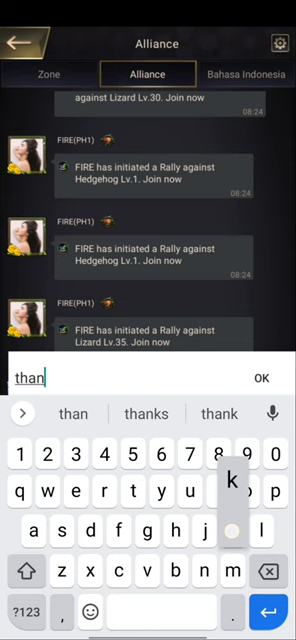 Alliance
Zone
Alliance
Bahasa Indonesia
against Lizard Lv.30. Join now
08:24
FIRE(PH1)
FIRE has initiated a Rally against
Hedgehog Lv.1. Join now
08:24
FIRE(PH1)
FIRE has initiated a Rally against
Hedgehog Lv.1. Join now
08:24
FIRE(PH1)
FIRE has initiated a Rally against
Lizard Lv.35. Join now
than
OK
than thanks thank
1 2 3 4 5 6 7 8 9 0
q w e r t y u o p
k
a s d f g h j l
z x c v b n m
?123 , .